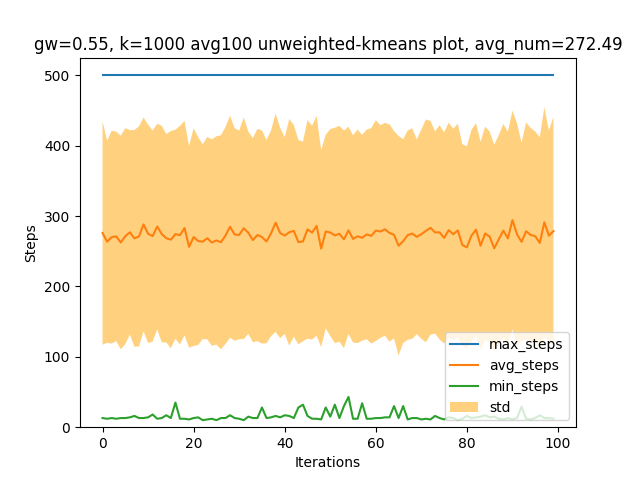 gw=0.55, k=1000 avg100 unweighted-kmeans plot, avg_num=272.49
500
400
300
200
100
0
Steps
max_steps
avg_steps
min_steps
std
0
20
40
60
80
100
Iterations